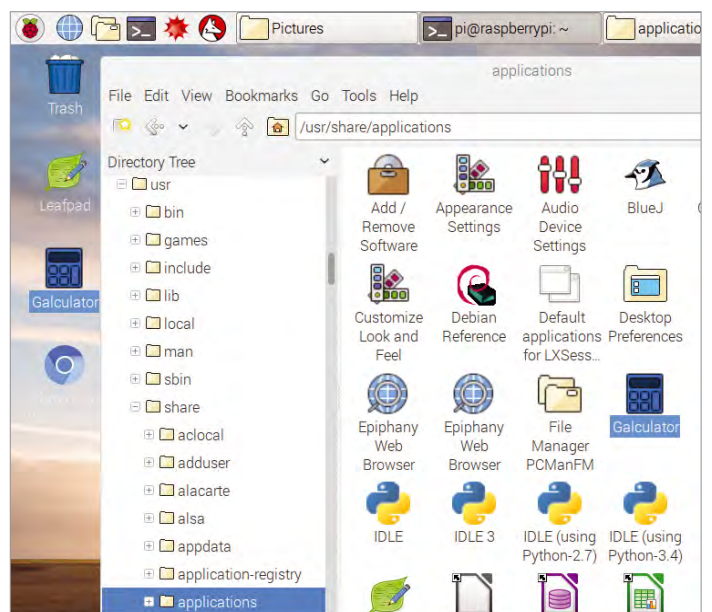 Pictures
pi@raspberrypi: ~
applicatio
applications
Trash
Leafpad
Galculator
File Edit View Bookmarks Go Tools Help
/usr/share/applications
Directory Tree
usr
bin
games
include
lib
local
man
sbin
share
aclocal
adduser
alacarte
alsa
appdata
application-registry
applications
Add /
Remove
Software
Appearance
Settings
Audio
Device
Settings
BlueJ
Customize
Look and
Feel
Debian
Reference
Default
applications
for LXSess...
Desktop
Preferences
Epiphany
Web
Browser
Epiphany
Web
Browser
File
Manager
PCManFM
Galculator
IDLE
IDLE 3
IDLE (using
Python-2.7)
IDLE (using
Python-3.4)